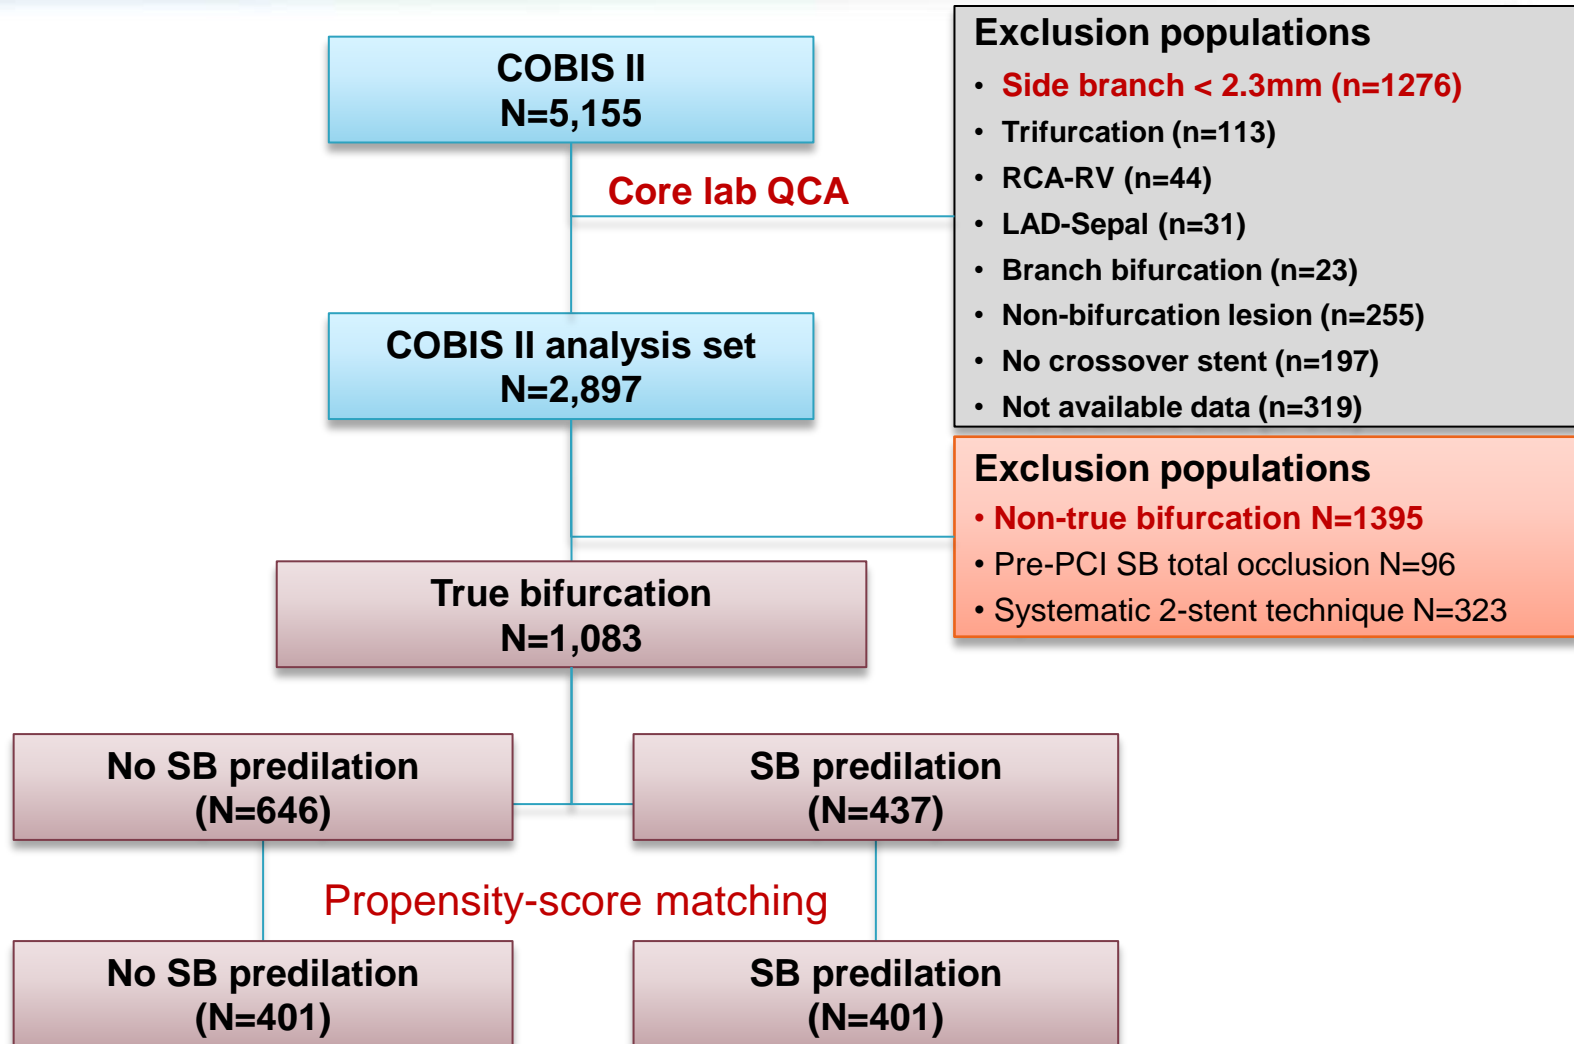 COBIS II
N=5,155
Exclusion populations
• Side branch < 2.3mm (n=1276)
• Trifurcation (n=113)
• RCA-RV (n=44)
• LAD-Sepal (n=31)
• Branch bifurcation (n=23)
• Non-bifurcation lesion (n=255)
• No crossover stent (n=197)
• Not available data (n=319)
Core lab QCA
COBIS II analysis set
N=2,897
Exclusion populations
• Non-true bifurcation N=1395
• Pre-PCI SB total occlusion N=96
• Systematic 2-stent technique N=323
True bifurcation
N=1,083
No SB predilation
(N=646)
SB predilation
(N=437)
Propensity-score matching
No SB predilation
(N=401)
SB predilation
(N=401)